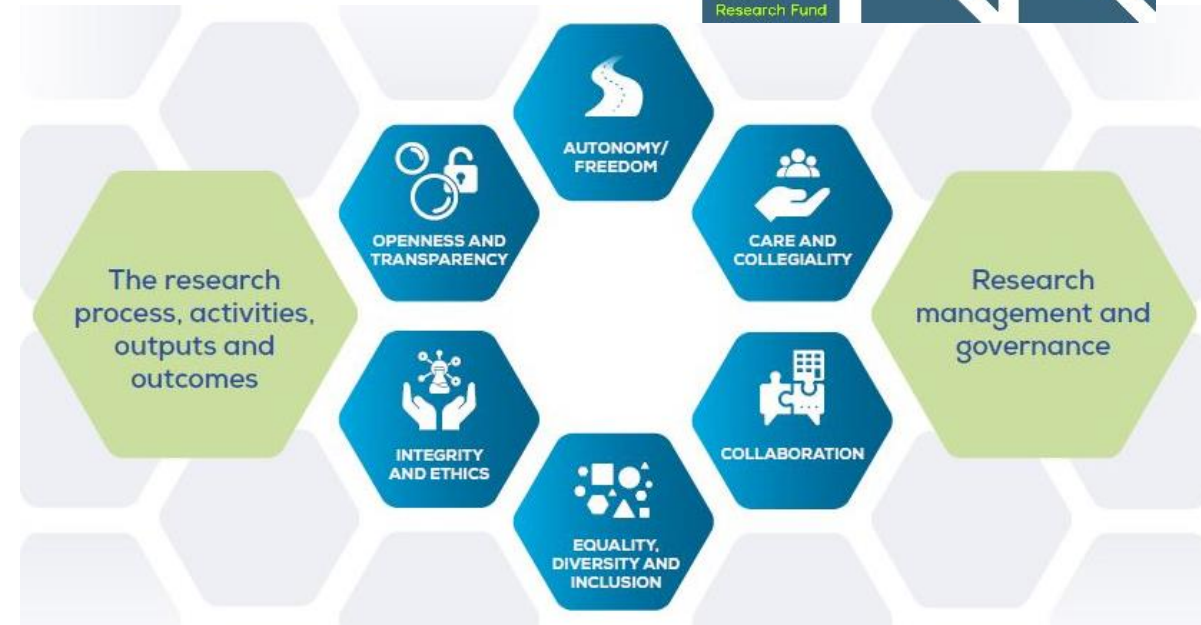 Research Fund
AUTONOMY/
FREEDOM
OPENNESS AND
TRANSPARENCY
CARE AND
COLLEGIALITY
The research
process, activities,
outputs and
outcomes
Research
management and
governance
INTEGRITY
AND ETHICS
COLLABORATION
EQUALITY,
DIVERSITY AND
INCLUSION